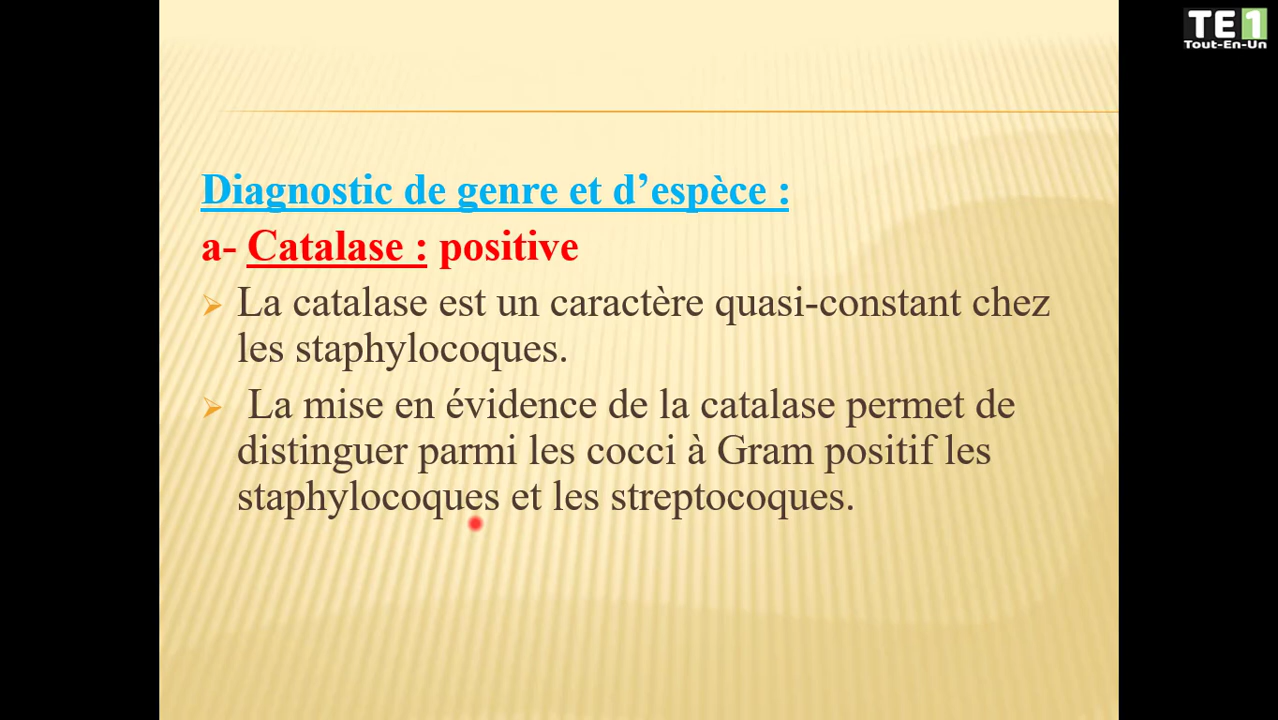 TE1
Tout-En-Un
Diagnostic de genre et d’espèce :
a- Catalase : positive
La catalase est un caractère quasi-constant chez
les staphylocoques.
La mise en évidence de la catalase permet de
distinguer parmi les cocci à Gram positif les
staphylocoques et les streptocoques.